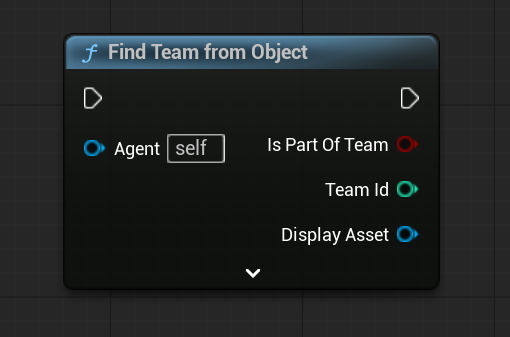 Find Team from Object
Agent self
Is Part Of Team
Team Id
Display Asset